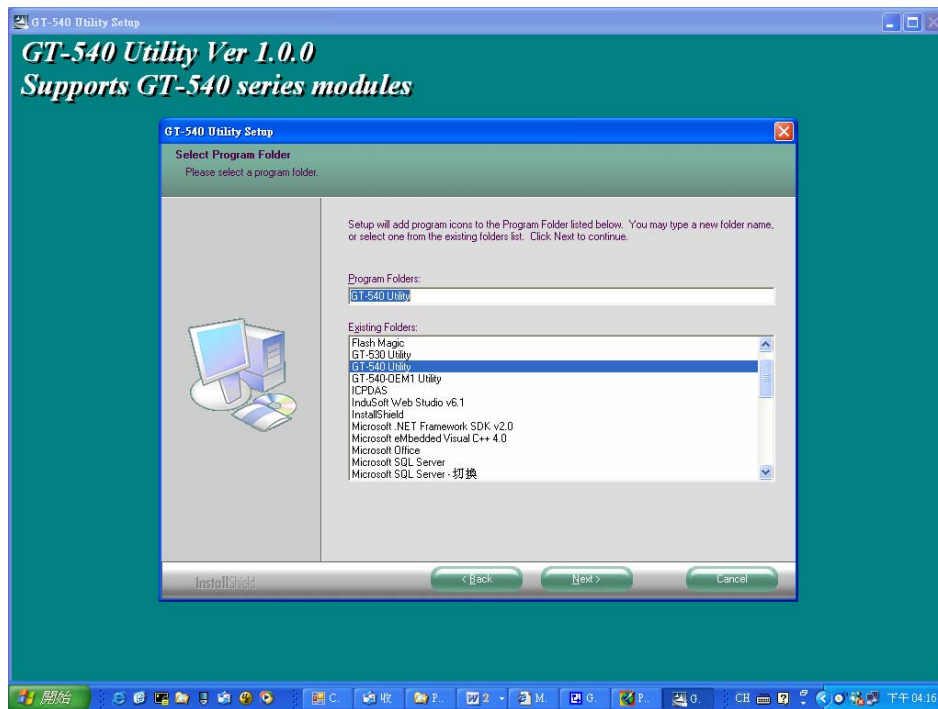 GT-540 Utility Setup
GT-540 Utility Ver 1.0.0
Supports GT-540 series modules
GT-540 Utility Setup
Select Program Folder
Please select a program folder.
Setup will add program icons to the Program Folder listed below. You may type a new folder name,
or select one from the existing folders list. Click Next to continue.
Program Folders:
GT-540 Utility
Existing Folders:
Flash Magic
GT-530 Utility
GT-540 Utility
GT-540-OEM1 Utility
ICPDAS
InduSoft Web Studio v6.1
InstallShield
Microsoft .NET Framework SDK v2.0
Microsoft eMbedded Visual C++ 4.0
Microsoft Office
Microsoft SQL Server
Microsoft SQL Server - 切換
InstallShield
< Back
Next >
Cancel
開始
C.
收
P..
2
M.
G.
P..
G.
CH
下午 04:16